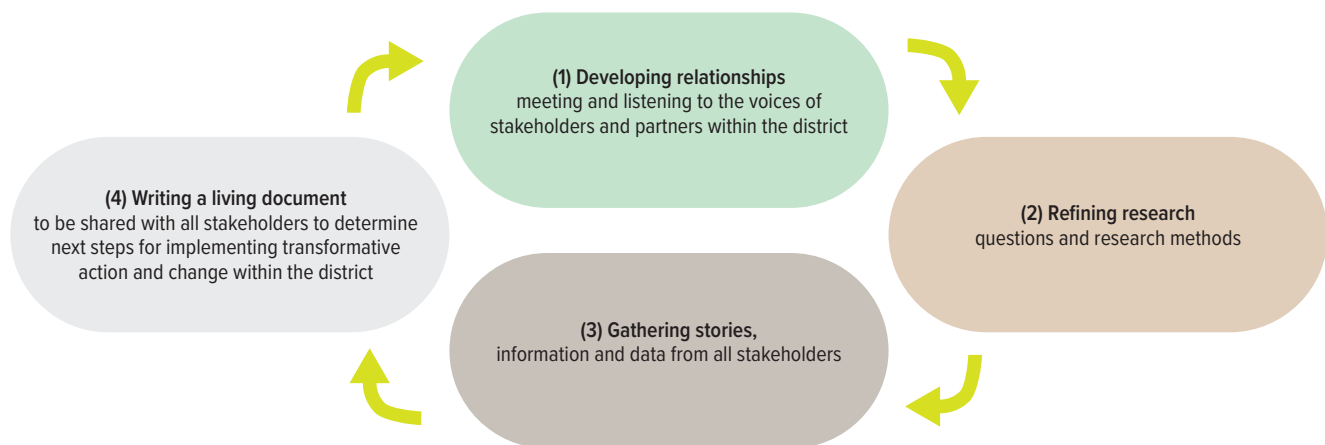 (1) Developing relationships
meeting and listening to the voices of
stakeholders and partners within the district
(2) Refining research
questions and research methods
(3) Gathering stories,
information and data from all stakeholders
(4) Writing a living document
to be shared with all stakeholders to determine
next steps for implementing transformative
action and change within the district